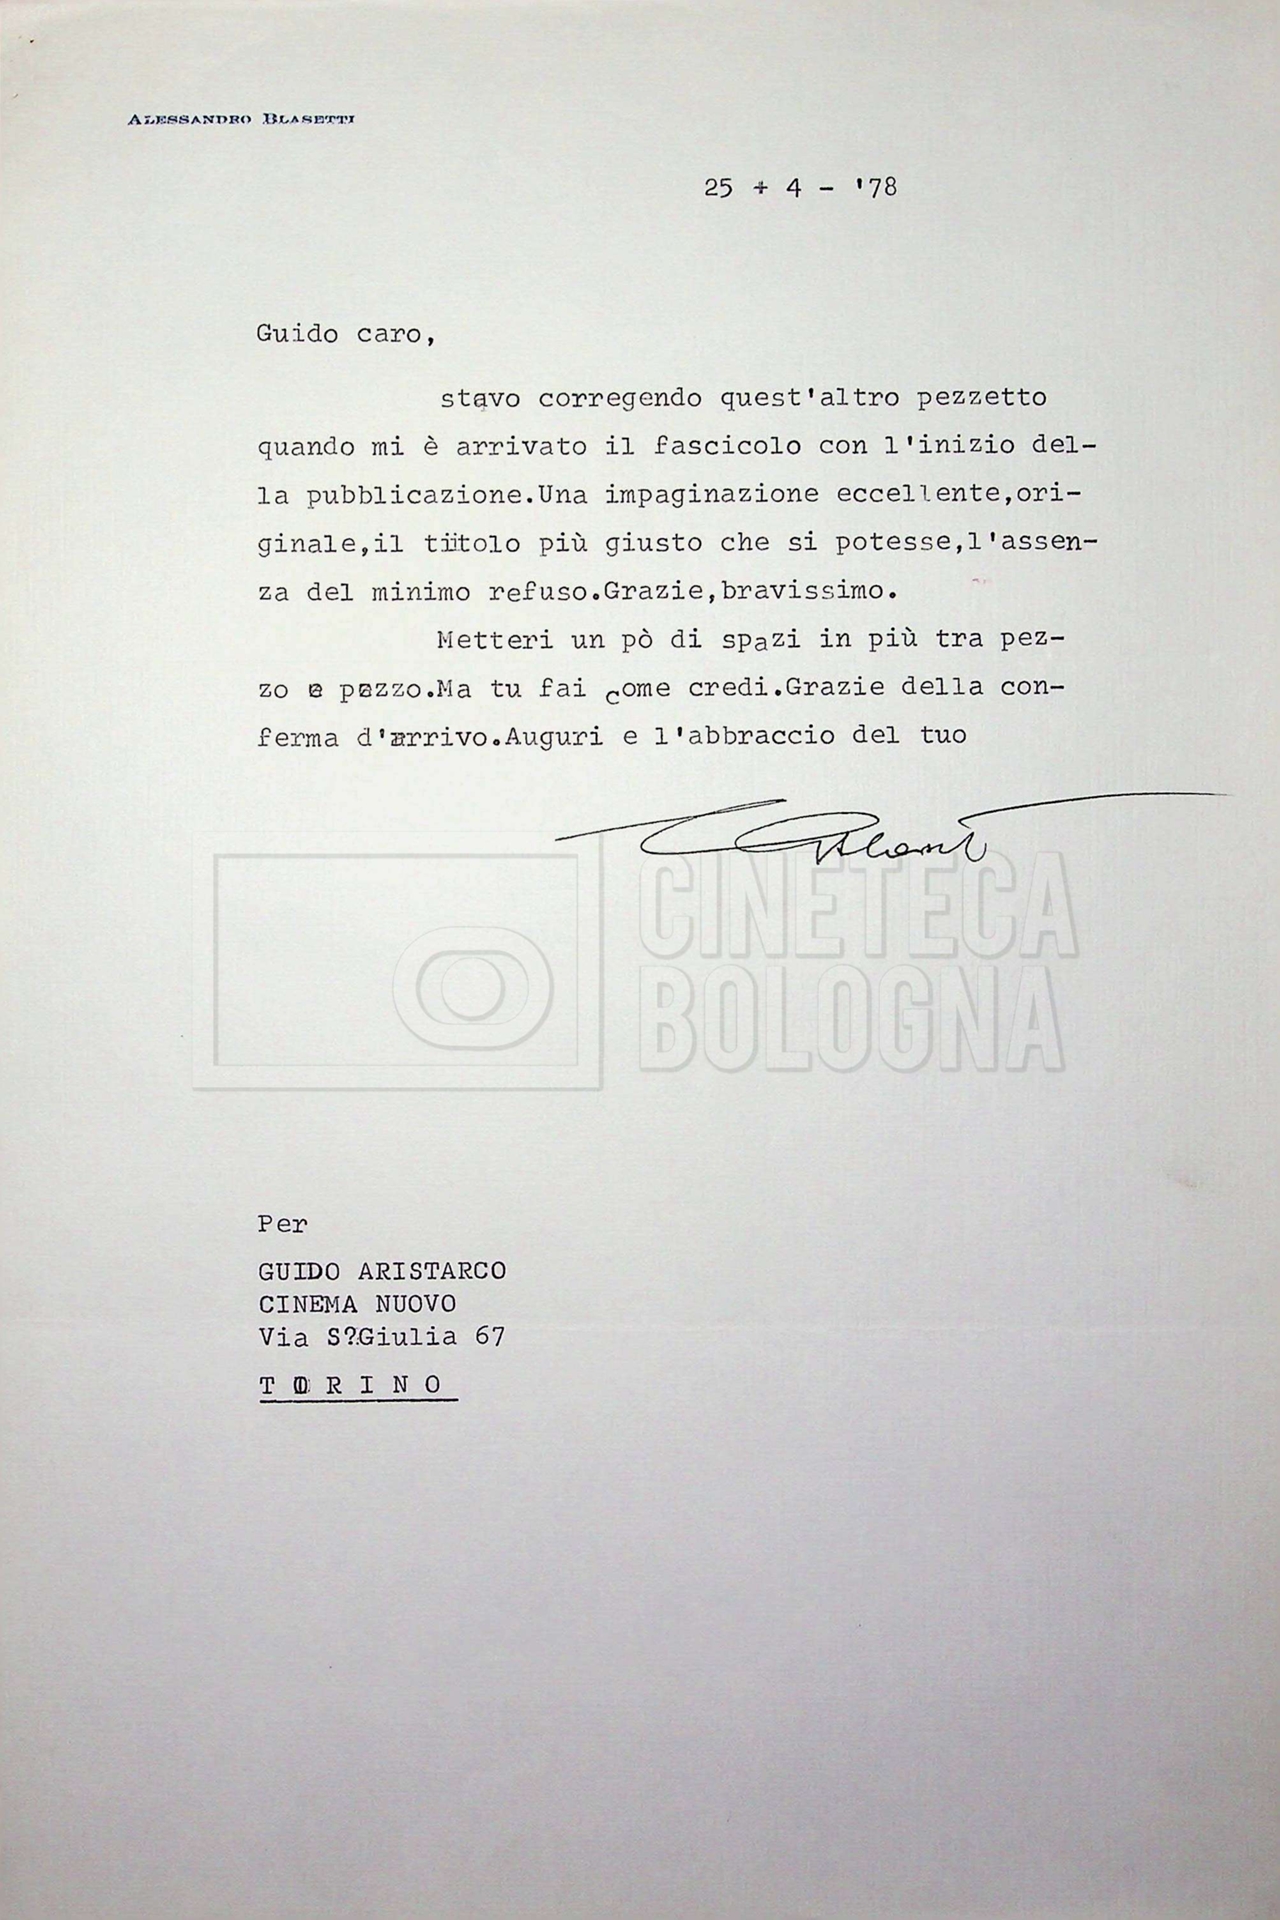 ALESSANDRO BLASETTI
25 + 4 - '78
Guido caro,
stavo corregendo quest'altro pezzetto
quando mi è arrivato il fascicolo con l'inizio del-
la pubblicazione.Una impaginazione eccellente,ori-
ginale,il tiitolo più giusto che si potesse,l'assen-
za del minimo refuso.Grazie,bravissimo.
Metteri un pò di spazi in più tra pez-
zo e pezzo.Ma tu fai come credi.Grazie della con-
ferma d'arrivo.Auguri e l'abbraccio del tuo
CINETECA
BOLOGNA
Per
GUIDO ARISTARCO
CINEMA NUOVO
Via S?Giulia 67
T O R I N O